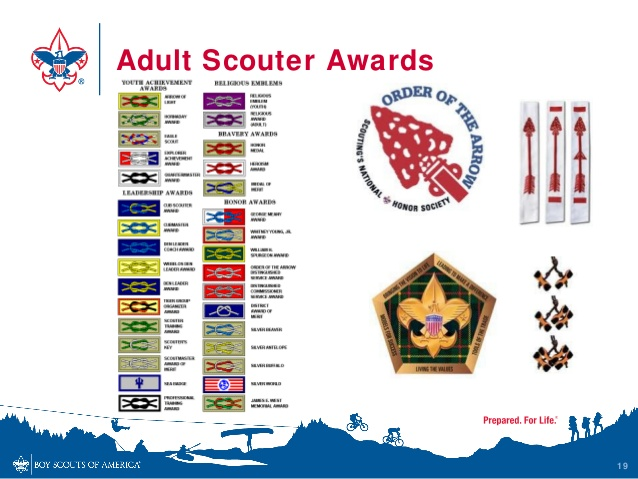 Adult Scouter Awards
YOUTH ACHIEVEMENT
AWARDS
ARROW OF
LIGHT
HORNADAY
AWARD
EAGLE
SCOUT
EXPLORER
ACHIEVEMENT
AWARD
QUARTERMASTER
AWARD
LEADERSHIP AWARDS
CUB SCOUTER
AWARD
CUBMASTER
AWARD
DEN LEADER
COACH AWARD
WEBELOS DEN
LEADER AWARD
DEN LEADER
AWARD
TIGER GROUP
ORGANIZER
AWARD
SCOUTER
TRAINING
AWARD
SCOUTER'S
KEY
SCOUTMASTER
AWARD OF
MERIT
SEA BADGE
PROFESSIONAL
TRAINING
AWARD
RELIGIOUS EMBLEMS
RELIGIOUS
EMBLEM
(YOUTH)
RELIGIOUS
AWARD
(ADULT)
BRAVERY AWARDS
HONOR
MEDAL
HEROISM
AWARD
MEDAL OF
MERIT
HONOR AWARDS
GEORGE MEANY
AWARD
WHITNEY YOUNG, JR.
AWARD
WILLIAM H.
SPURGEON AWARD
ORDER OF THE ARROW
DISTINGUISHED
SERVICE AWARD
DISTINGUISHED
COMMISSIONER
SERVICE AWARD
DISTRICT
AWARD OF
MERIT
SILVER BEAVER
SILVER ANTELOPE
SILVER BUFFALO
SILVER WORLD
JAMES E. WEST
MEMORIAL AWARD
ORDER OF THE ARROW
SCOUTING'S NATIONAL HONOR SOCIETY
LIVING THE VALUES
Prepared. For Life.
BOY SCOUTS OF AMERICA
19